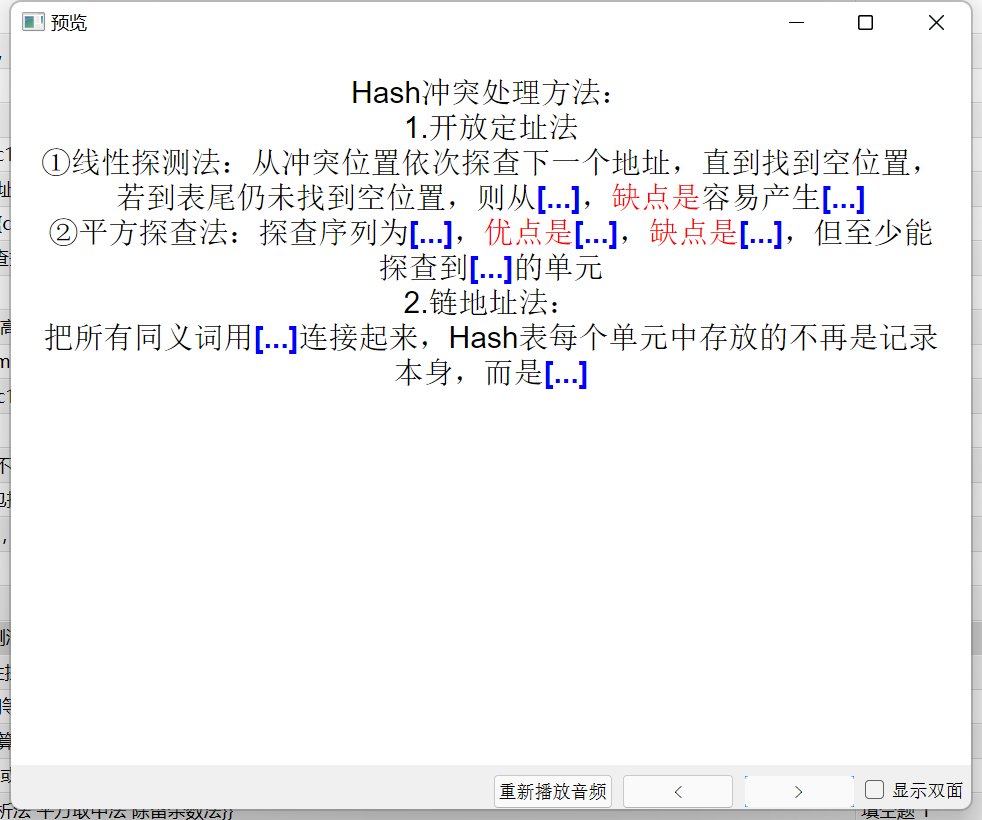 预览
Hash冲突处理方法：
1.开放定址法
①线性探测法：从冲突位置依次探查下一个地址，直到找到空位置，
若到表尾仍未找到空位置，则从[...]，缺点是容易产生[...]
②平方探查法：探查序列为[...]，优点是[...]，缺点是[...]，但至少能
探查到[...]的单元
2.链地址法：
把所有同义词用[...]连接起来，Hash表每个单元中存放的不再是记录
本身，而是[...]
重新播放音频
<
>
显示双面